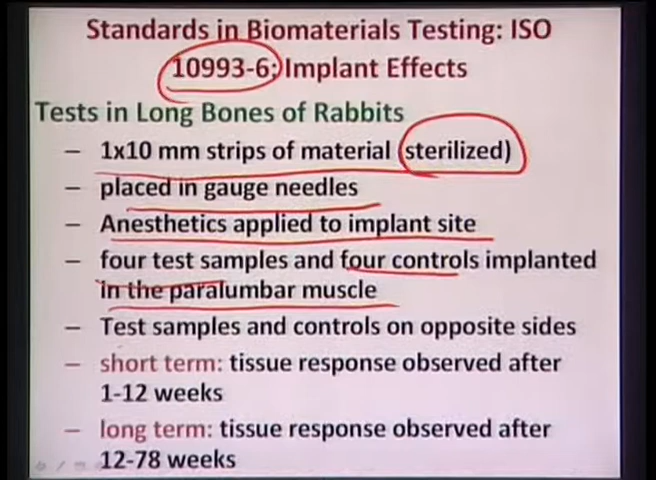 Standards in Biomaterials Testing: ISO
10993-6: Implant Effects
Tests in Long Bones of Rabbits
– 1x10 mm strips of material (sterilized)
– placed in gauge needles
– Anesthetics applied to implant site
– four test samples and four controls implanted
in the paralumbar muscle
– Test samples and controls on opposite sides
– short term: tissue response observed after
1-12 weeks
– long term: tissue response observed after
12-78 weeks